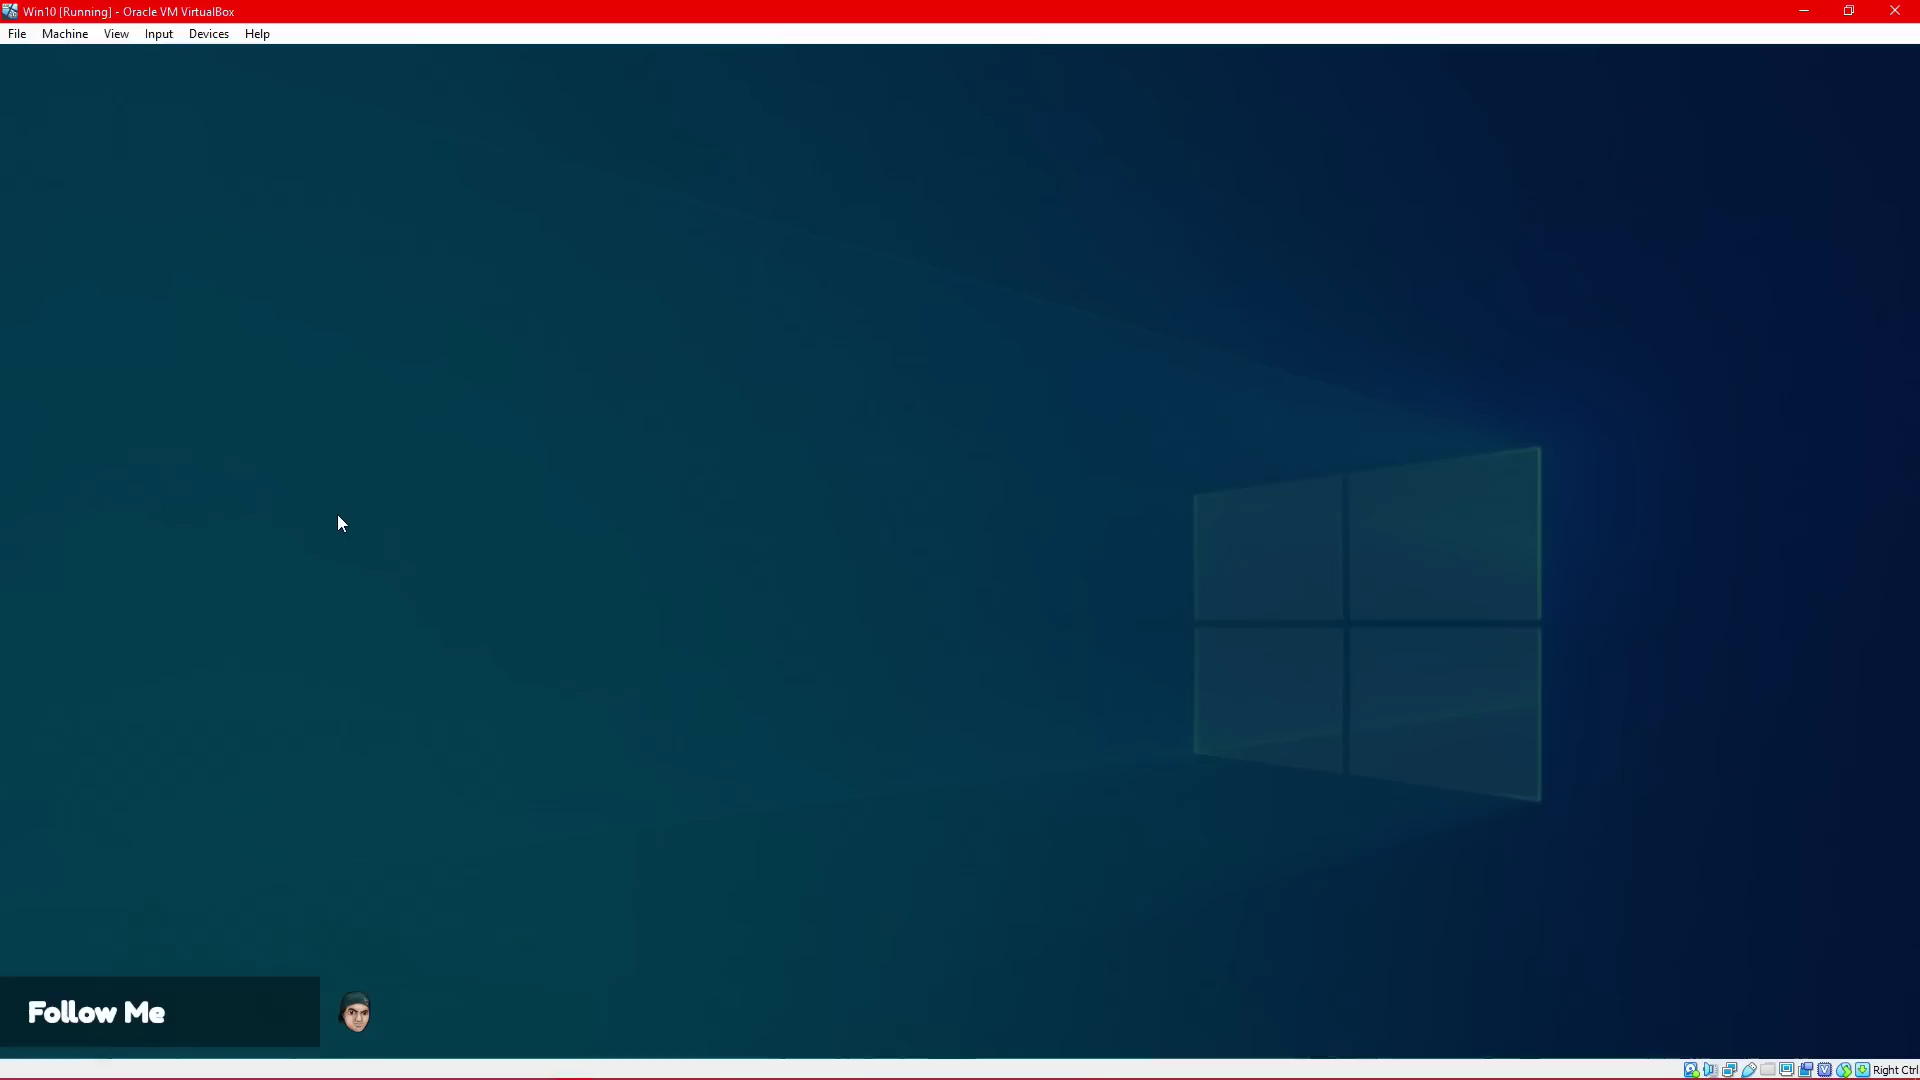 Win10 [Running] - Oracle VM VirtualBox
File Machine View Input Devices Help
Follow Me
Right Ctrl